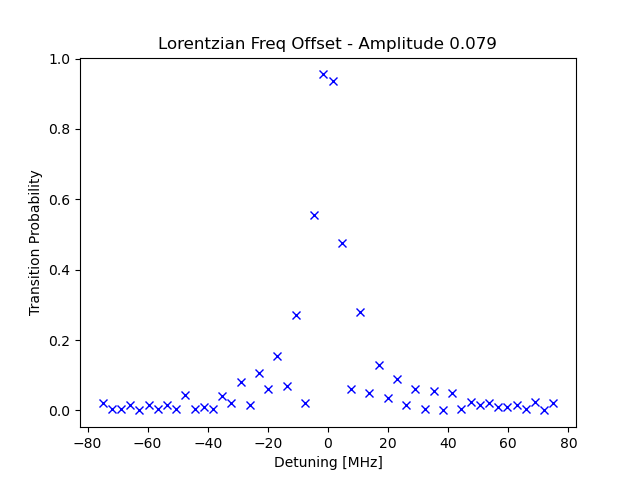 Lorentzian Freq Offset - Amplitude 0.079
1.0
0.8
0.6
0.4
0.2
0.0
Transition Probability
−80 −60 −40 −20 0 20 40 60 80
Detuning [MHz]